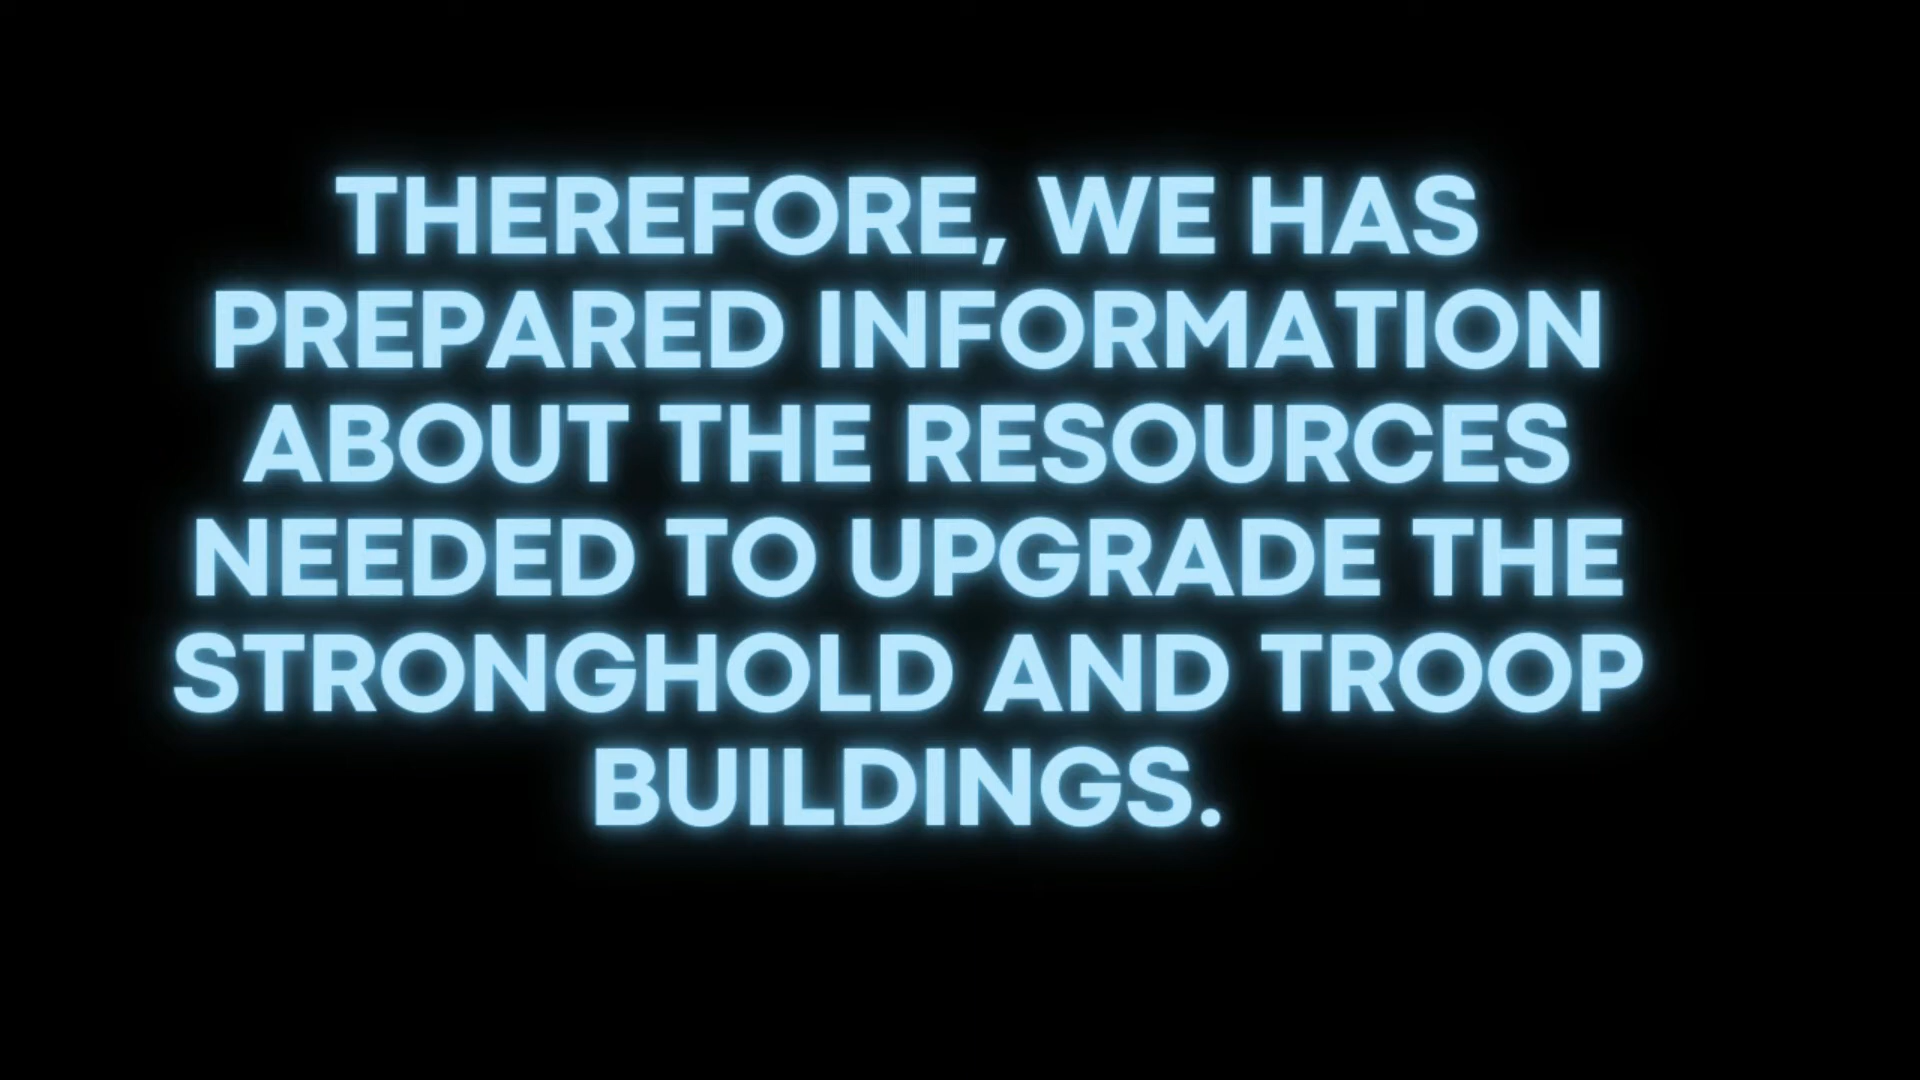 THEREFORE, WE HAS
PREPARED INFORMATION
ABOUT THE RESOURCES
NEEDED TO UPGRADE THE
STRONGHOLD AND TROOP
BUILDINGS.